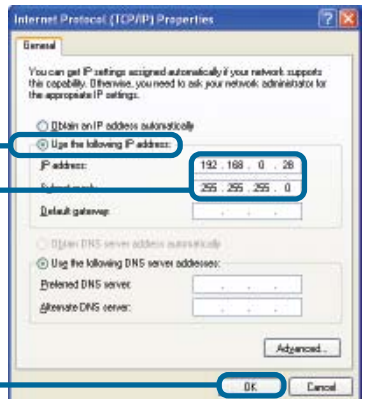 Internet Protocol (TCP/IP) Properties
General
You can get IP settings assigned automatically if your network supports
this capability. Otherwise, you need to ask your network administrator for
the appropriate IP settings.
Obtain an IP address automatically
Use the following IP address:
IP address: 192 . 168 . 0 . 28
Subnet mask: 255 . 255 . 255 . 0
Default gateway: . . .
Obtain DNS server address automatically
Use the following DNS server addresses:
Preferred DNS server: . . .
Alternate DNS server: . . .
Advanced...
OK Cancel